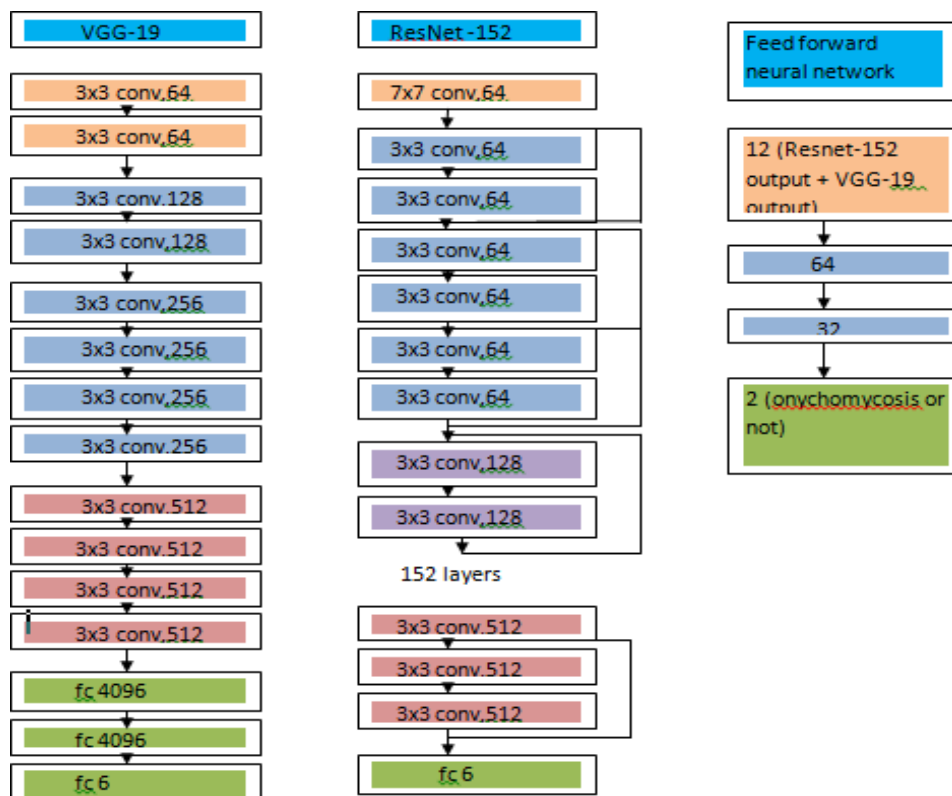 VGG-19
3x3 conv,64
3x3 conv,64
3x3 conv.128
3x3 conv,128
3x3 conv,256
3x3 conv,256
3x3 conv,256
3x3 conv.256
3x3 conv.512
3x3 conv.512
3x3 conv,512
3x3 conv,512
fc 4096
fc 4096
fc 6
ResNet -152
7x7 conv,64
3x3 conv,64
3x3 conv,64
3x3 conv,64
3x3 conv,64
3x3 conv,64
3x3 conv,64
3x3 conv,128
3x3 conv,128
152 layers
3x3 conv.512
3x3 conv.512
3x3 conv,512
fc 6
Feed forward
neural network
12 (Resnet-152
output + VGG-19
output)
64
32
2 (onychomycosis or
not)